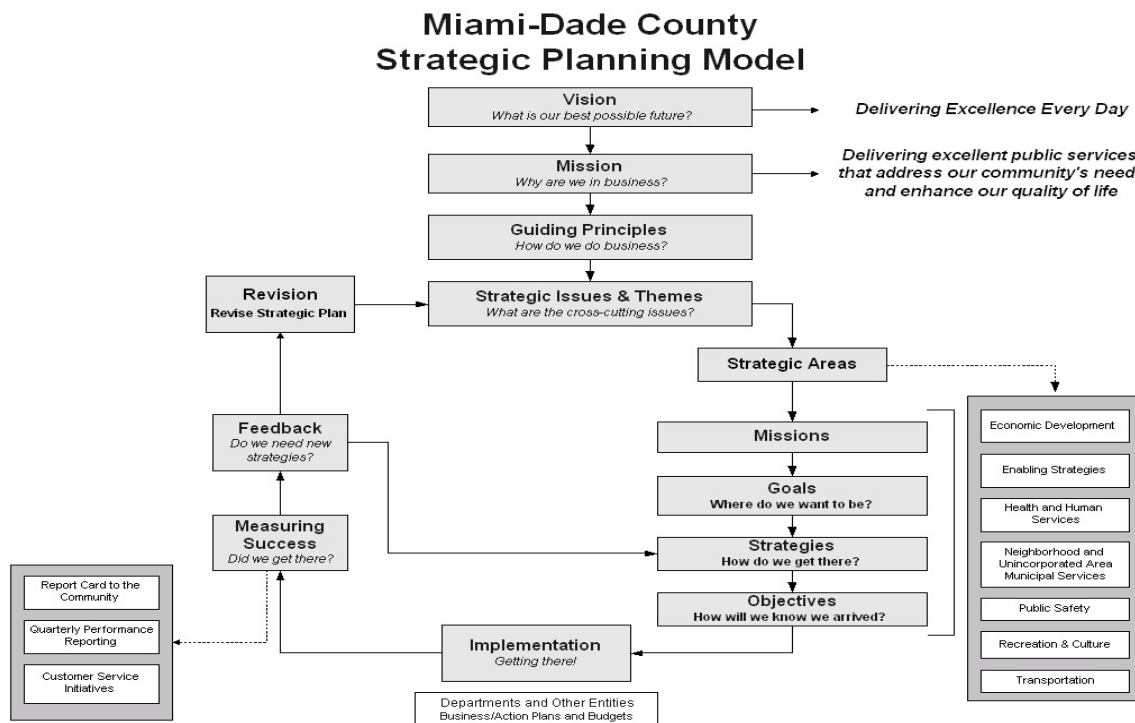 Miami-Dade County
Strategic Planning Model
Vision
What is our best possible future?
Delivering Excellence Every Day
Mission
Why are we in business?
Delivering excellent public services
that address our community's need
and enhance our quality of life
Guiding Principles
How do we do business?
Revision
Revise Strategic Plan
Strategic Issues & Themes
What are the cross-cutting issues?
Strategic Areas
Feedback
Do we need new
strategies?
Missions
Goals
Where do we want to be?
Measuring
Success
Did we get there?
Strategies
How do we get there?
Objectives
How will we know we arrived?
Implementation
Getting there!
Departments and Other Entities
Business/Action Plans and Budgets
Economic Development
Enabling Strategies
Health and Human
Services
Neighborhood and
Unincorporated Area
Municipal Services
Public Safety
Recreation & Culture
Transportation
Report Card to the
Community
Quarterly Performance
Reporting
Customer Service
Initiatives